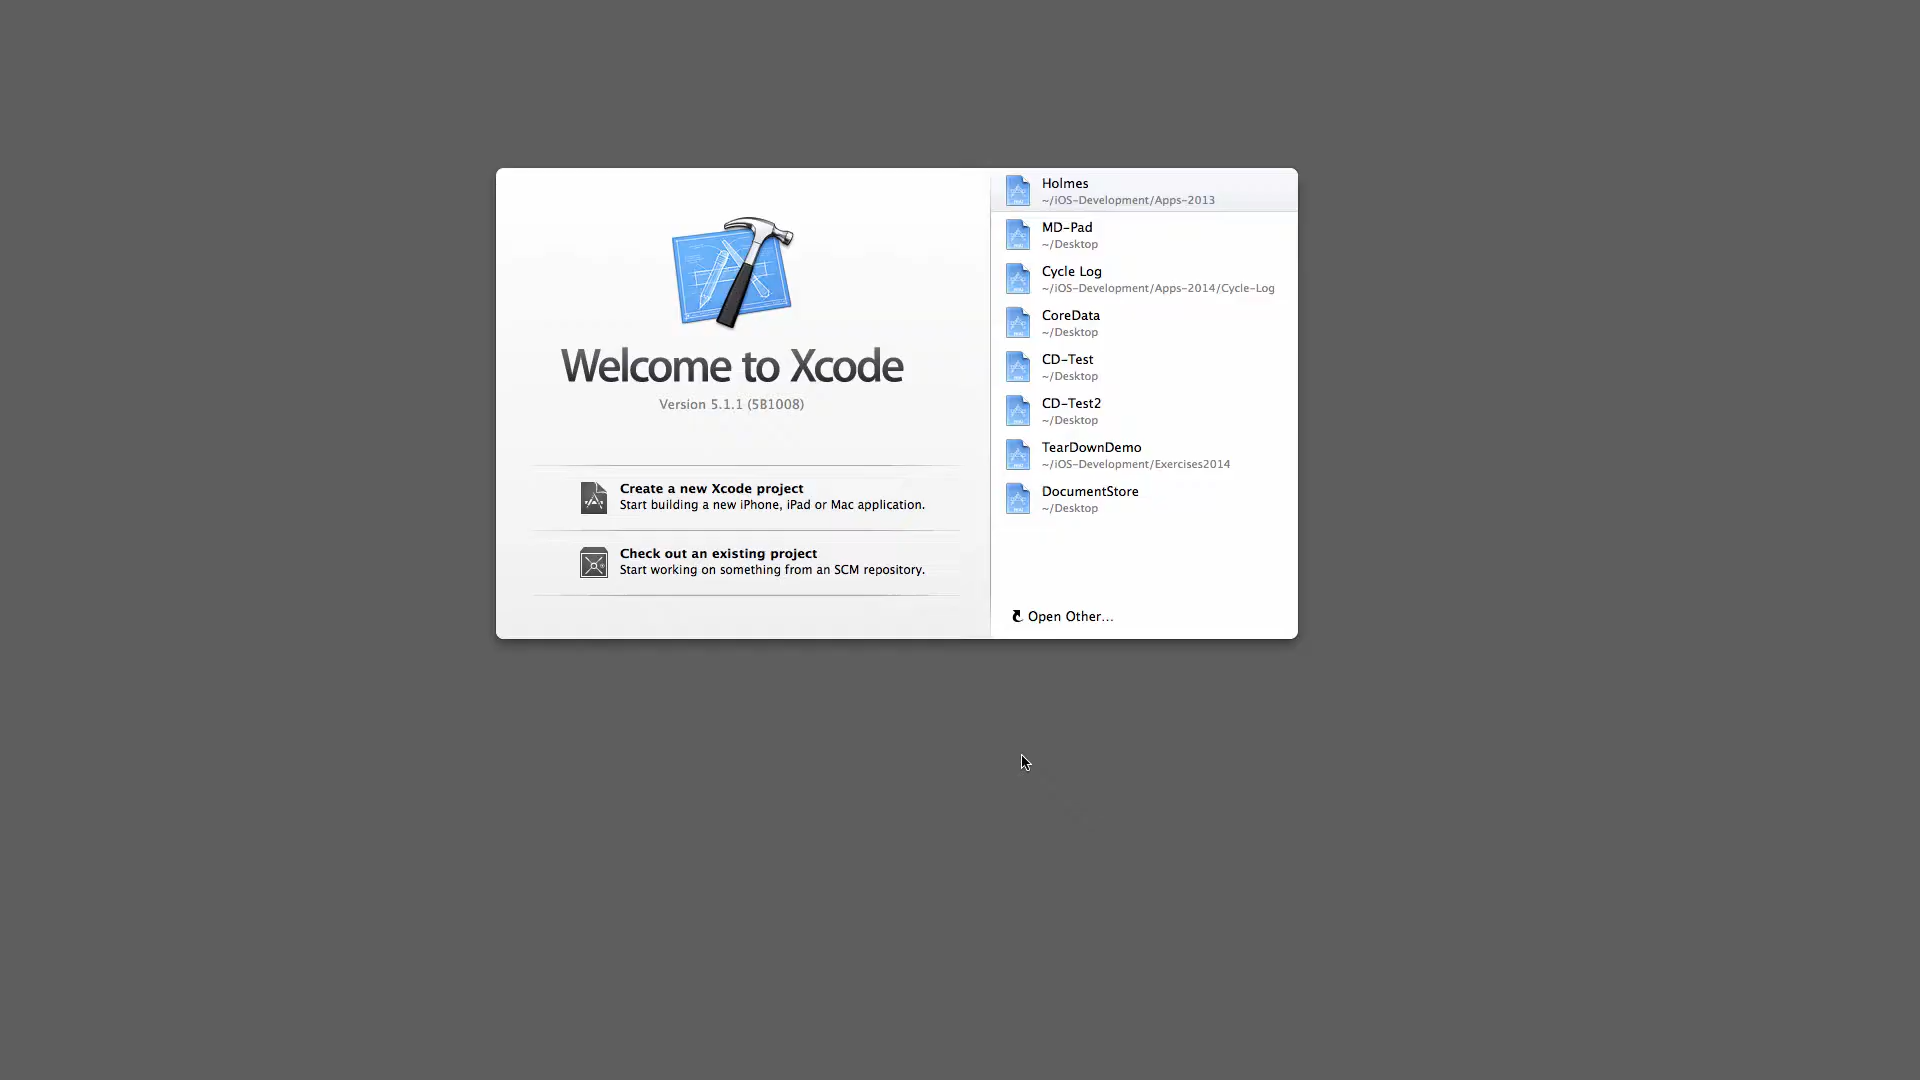 Welcome to Xcode
Version 5.1.1 (5B1008)
Create a new Xcode project
Start building a new iPhone, iPad or Mac application.
Check out an existing project
Start working on something from an SCM repository.
Holmes
~/iOS-Development/Apps-2013
MD-Pad
~/Desktop
Cycle Log
~/iOS-Development/Apps-2014/Cycle-Log
CoreData
~/Desktop
CD-Test
~/Desktop
CD-Test2
~/Desktop
TearDownDemo
~/iOS-Development/Exercises2014
DocumentStore
~/Desktop
Open Other...